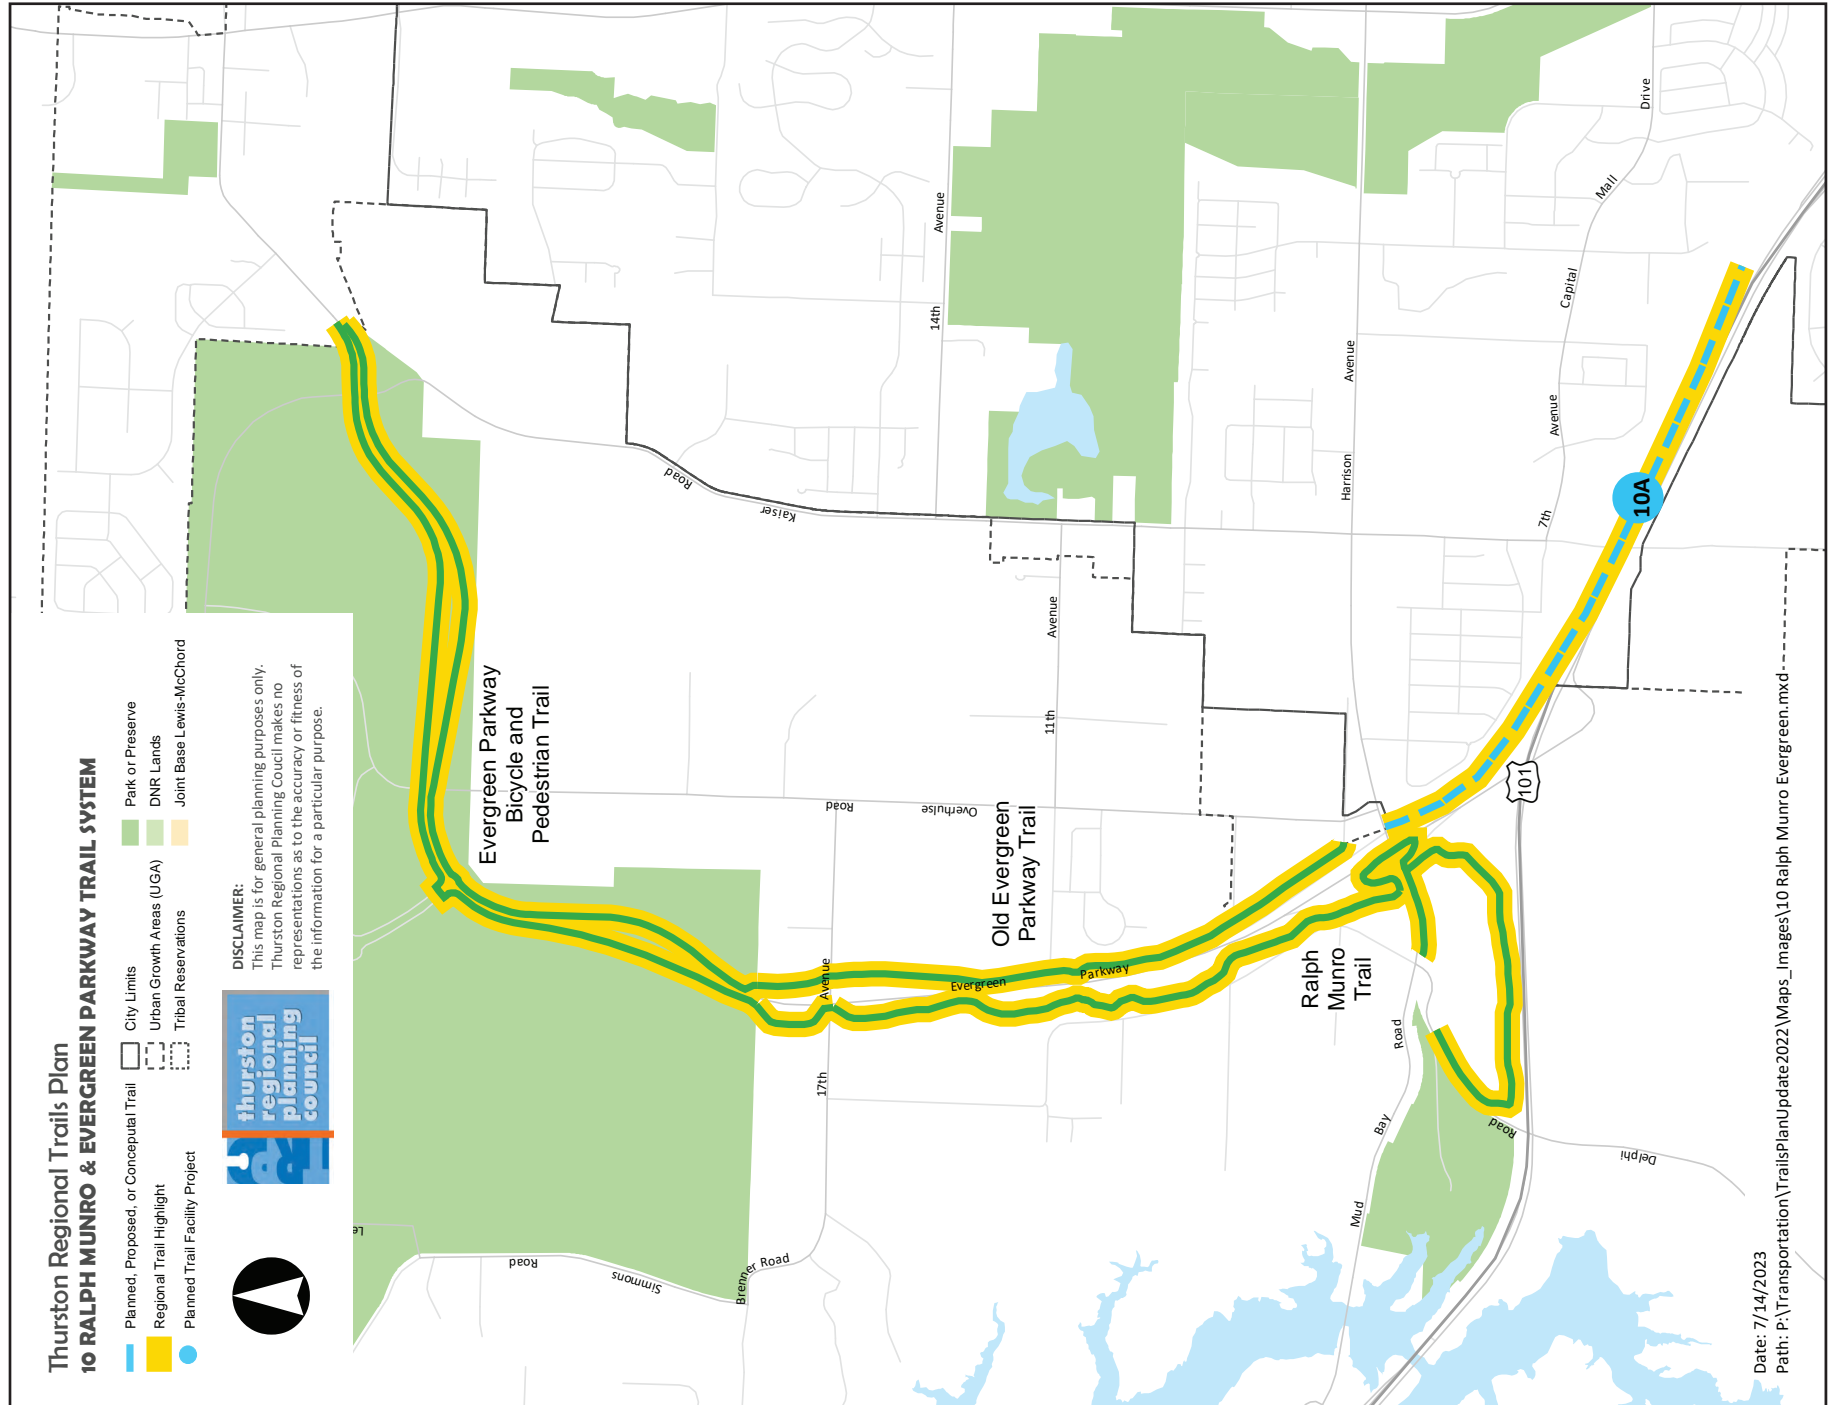 Thurston Regional Trails Plan
10 RALPH MUNRO & EVERGREEN PARKWAY TRAIL SYSTEM
Planned, Proposed, or Conceputal Trail
Regional Trail Highlight
Planned Trail Facility Project
City Limits
Urban Growth Areas (UGA)
Tribal Reservations
Park or Preserve
DNR Lands
Joint Base Lewis-McChord
thurston
regional
planning
council
TRPC
DISCLAIMER:
This map is for general planning purposes only.
Thurston Regional Planning Coucil makes no
representations as to the accuracy or fitness of
the information for a particular purpose.
Evergreen Parkway
Bicycle and
Pedestrian Trail
Old Evergreen
Parkway Trail
Ralph
Munro
Trail
Le
Simmons
Road
Brenner Road
17th
Avenue
Evergreen
Parkway
Overhulse
Road
11th
Avenue
Kaiser
Road
14th
Avenue
Harrison
Avenue
7th
Avenue
Capital
Mall
Drive
Mud
Bay
Road
Delphi
Road
101
10A
Date: 7/14/2023
Path: P:\Transportation\TrailsPlanUpdate2022\Maps_Images\10 Ralph Munro Evergreen.mxd